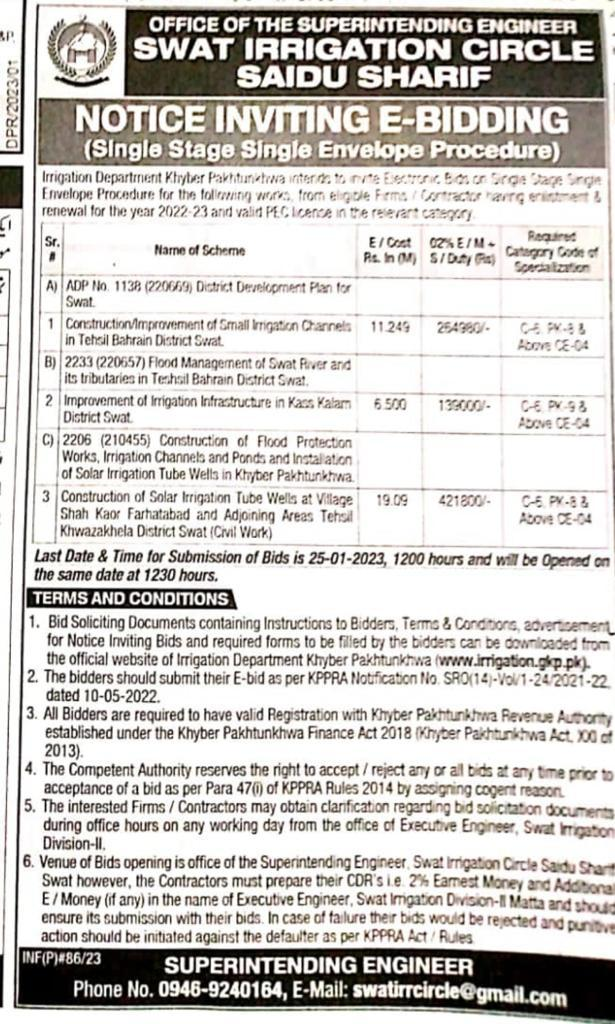 &P.
DPR/2023/01
OFFICE OF THE SUPERINTENDING ENGINEER
SWAT IRRIGATION CIRCLE
SAIDU SHARIF
NOTICE INVITING E-BIDDING
(Single Stage Single Envelope Procedure)
Irrigation Department Khyber Pakhtunkhwa intends to invite Electronic Bids on Single Stage Single
Envelope Procedure for the following works, from eligible Firms / Contractor having enlistment &
renewal for the year 2022-23 and valid PEC licence in the relevant category.
Sr. # Name of Scheme E / Cost Rs. In (M) 02% E / M + S / Duty (Rs) Required Category Code of Specialization
A) ADP No. 1138 (220669) District Development Plan for
Swat.
1 Construction/Improvement of Small Irrigation Channels 11.249 264980/- C-6, PK-8 &
in Tehsil Bahrain District Swat. Above CE-04
B) 2233 (220657) Flood Management of Swat River and
its tributaries in Teshsil Bahrain District Swat.
2 Improvement of Irrigation Infrastructure in Kass Kalam 6.500 139000/- C-6, PK-9 &
District Swat. Above CE-04
C) 2206 (210455) Construction of Flood Protection
Works, Irrigation Channels and Ponds and Installation
of Solar Irrigation Tube Wells in Khyber Pakhtunkhwa.
3 Construction of Solar Irrigation Tube Wells at Village 19.09 421800/- C-6, PK-8 &
Shah Kaor Farhatabad and Adjoining Areas Tehsil Above CE-04
Khwazakhela District Swat (Civil Work)
Last Date & Time for Submission of Bids is 25-01-2023, 1200 hours and will be Opened on
the same date at 1230 hours.
TERMS AND CONDITIONS
1. Bid Soliciting Documents containing Instructions to Bidders, Terms & Conditions, advertisement,
for Notice Inviting Bids and required forms to be filled by the bidders can be downloaded from
the official website of Irrigation Department Khyber Pakhtunkhwa (www.irrigation.gkp.pk).
2. The bidders should submit their E-bid as per KPPRA Notification No. SRO(14)-Vol/1-24/2021-22,
dated 10-05-2022.
3. All Bidders are required to have valid Registration with Khyber Pakhtunkhwa Revenue Authority
established under the Khyber Pakhtunkhwa Finance Act 2018 (Khyber Pakhtunkhwa Act, XXI of
2013).
4. The Competent Authority reserves the right to accept / reject any or all bids at any time prior to
acceptance of a bid as per Para 47(i) of KPPRA Rules 2014 by assigning cogent reason.
5. The interested Firms / Contractors may obtain clarification regarding bid solicitation documents
during office hours on any working day from the office of Executive Engineer, Swat Irrigation
Division-II.
6. Venue of Bids opening is office of the Superintending Engineer, Swat Irrigation Circle Saidu Sharif
Swat however, the Contractors must prepare their CDR's i.e. 2% Earnest Money and Additional
E / Money (if any) in the name of Executive Engineer, Swat Irrigation Division-II Matta and should
ensure its submission with their bids. In case of failure their bids would be rejected and punitive
action should be initiated against the defaulter as per KPPRA Act / Rules.
INF(P)#86/23
SUPERINTENDING ENGINEER
Phone No. 0946-9240164, E-Mail: swatirrcircle@gmail.com